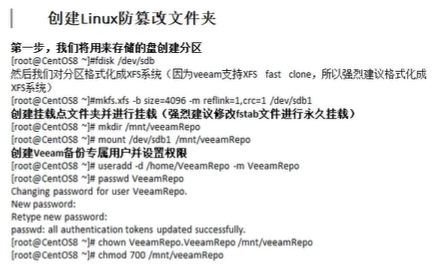 创建Linux防篡改文件夹
第一步，我们将用来存储的盘创建分区
[root@CentOS8 ~]#fdisk /dev/sdb
然后我们对分区格式化成XFS系统（因为veeam支持XFS fast clone，所以强烈建议格式化成
XFS系统）
[root@CentOS8 ~]#mkfs.xfs -b size=4096 -m reflink=1,crc=1 /dev/sdb1
创建挂载点文件夹并进行挂载（强烈建议修改fstab文件进行永久挂载）
[root@CentOS8 ~]# mkdir /mnt/veeamRepo
[root@CentOS8 ~]# mount /dev/sdb1 /mnt/veeamRepo
创建Veeam备份专属用户并设置权限
[root@CentOS8 ~]# useradd -d /home/VeeamRepo -m VeeamRepo
[root@CentOS8 ~]# passwd VeeamRepo
Changing password for user VeeamRepo.
New password:
Retype new password:
passwd: all authentication tokens updated successfully.
[root@CentOS8 ~]# chown VeeamRepo.VeeamRepo /mnt/veeamRepo
[root@CentOS8 ~]# chmod 700 /mnt/veeamRepo